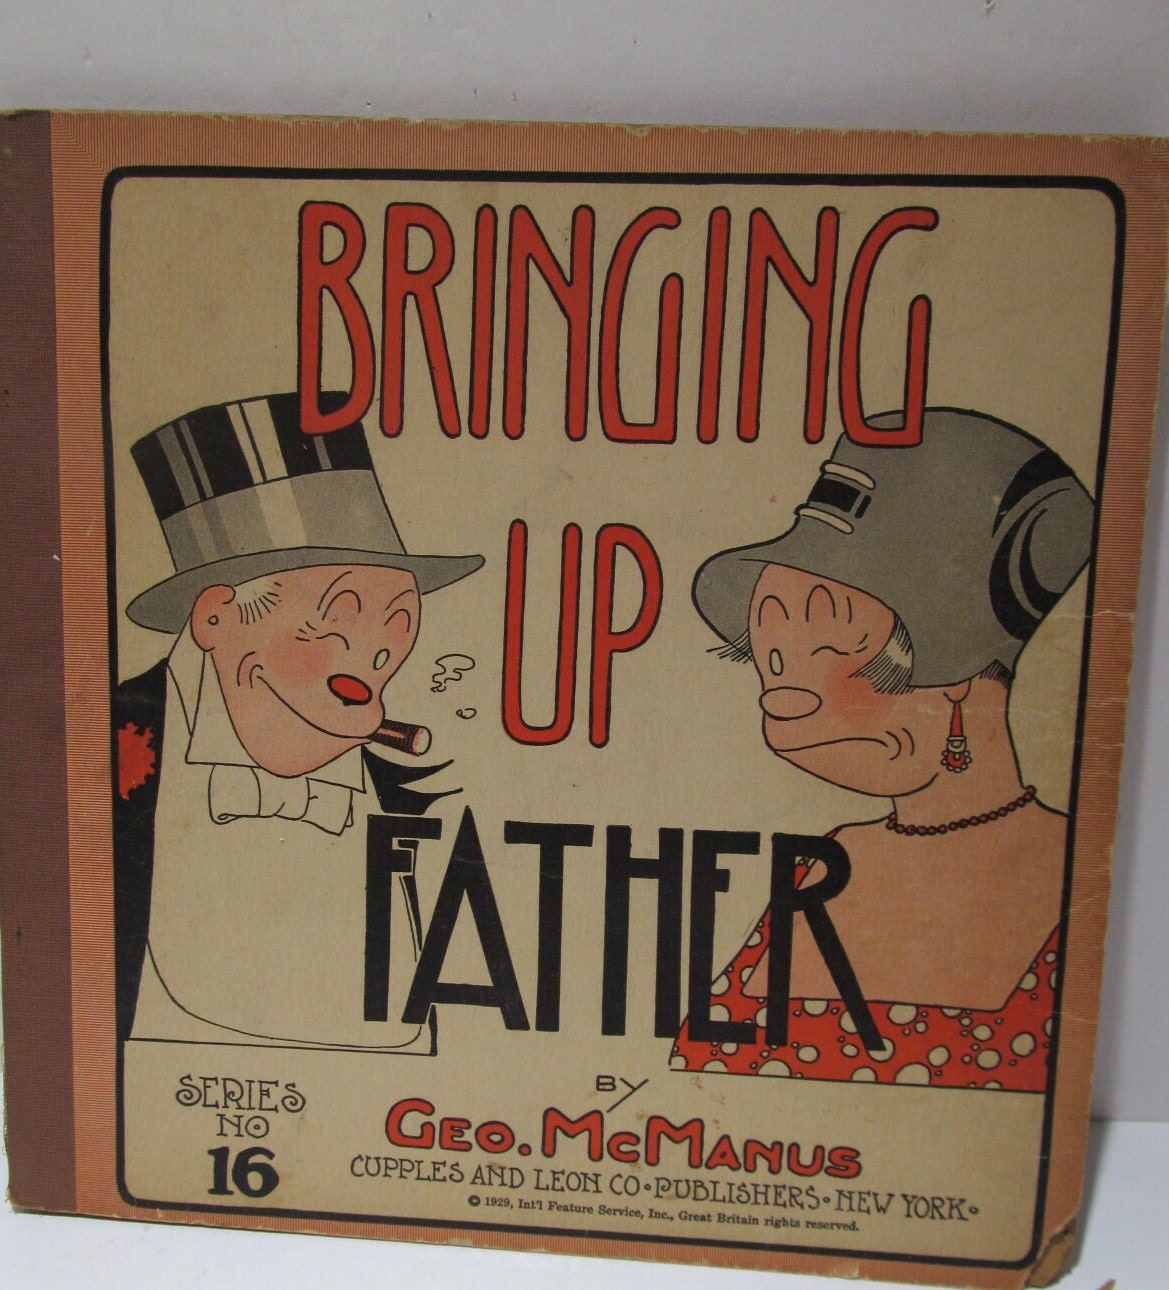 BRINGING
UP
FATHER
BY
GEO. MCMANUS
SERIES
NO
16
CUPPLES AND LEON CO • PUBLISHERS • NEW YORK •
© 1929, Int'l Feature Service, Inc., Great Britain rights reserved.